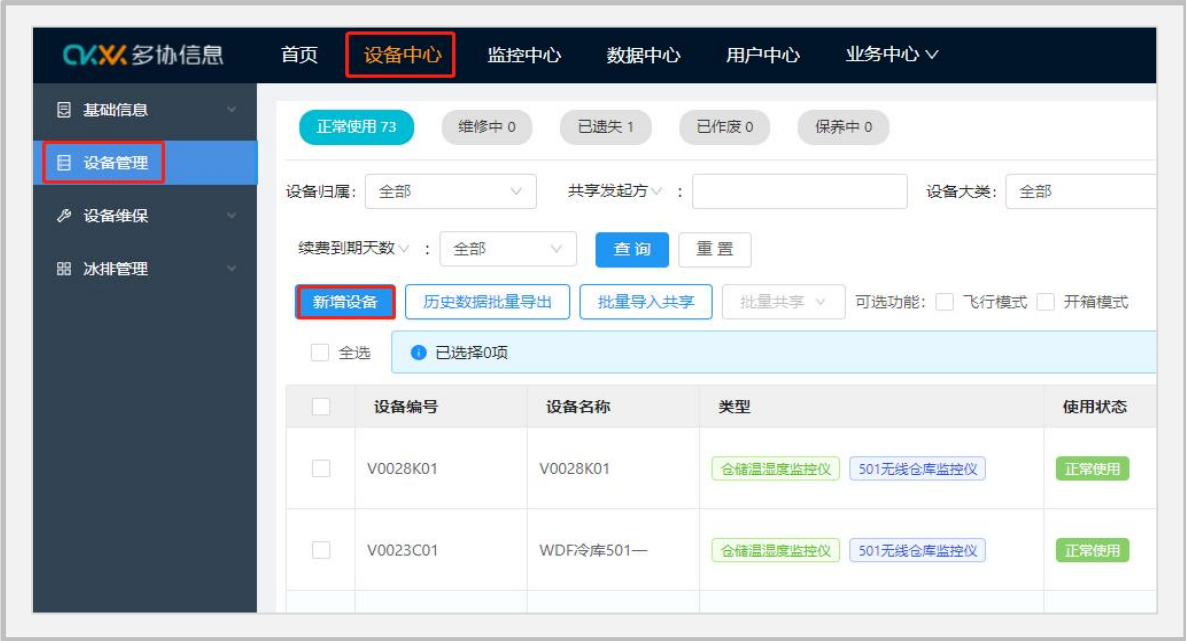 多协信息 首页 设备中心 监控中心 数据中心 用户中心 业务中心
基础信息
设备管理
设备维保
冰排管理
正常使用 73 维修中 0 已遗失 1 已作废 0 保养中 0
设备归属: 全部 共享发起方 : 设备大类: 全部
续费到期天数 : 全部 查 询 重 置
新增设备 历史数据批量导出 批量导入共享 批量共享 可选功能: 飞行模式 开箱模式
全选 已选择0项
设备编号 设备名称 类型 使用状态
V0028K01 V0028K01 仓储温湿度监控仪 501无线仓库监控仪 正常使用
V0023C01 WDF冷库501— 仓储温湿度监控仪 501无线仓库监控仪 正常使用